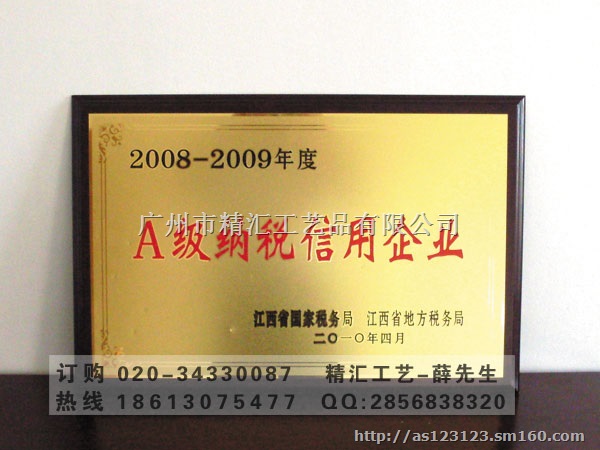 2008-2009年度
广州市精汇工艺品有限公司
A级纳税信用企业
江西省国家税务局 江西省地方税务局
二〇一〇年四月
订购 020-34330087 精汇工艺-薛先生
热线 18613075477 QQ:2856838320
http://as123123.sm160.com/